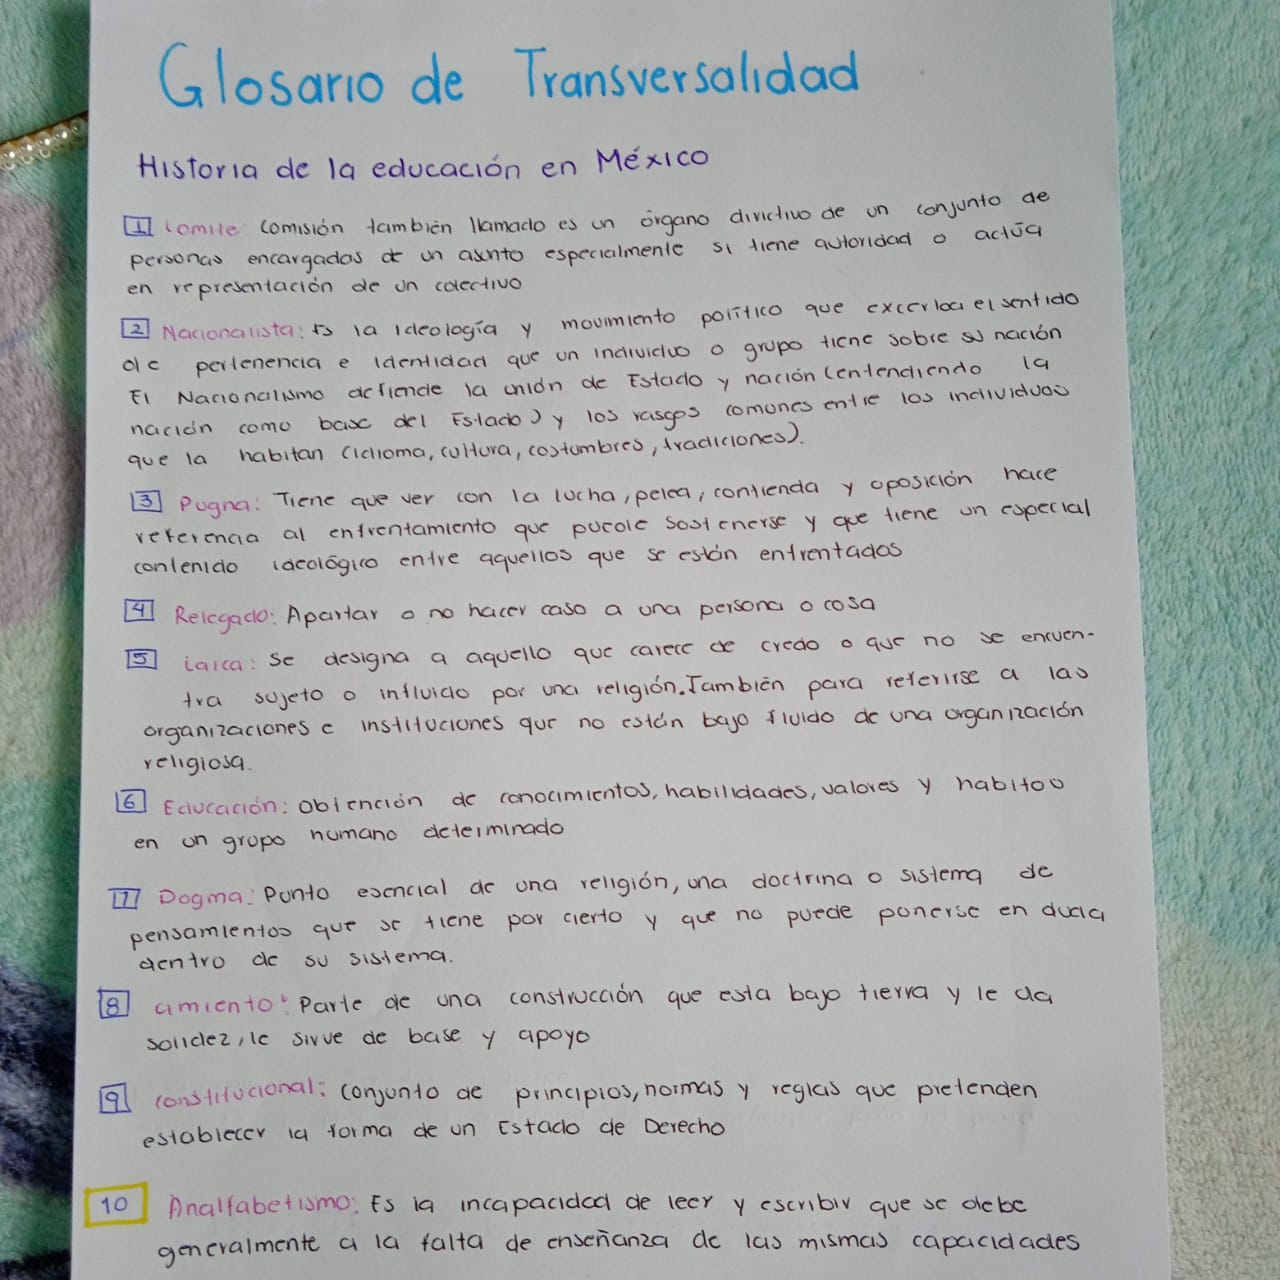 Glosario de Transversalidad
Historia de la educación en México
1 Comite: Comisión también llamado es un órgano divictivo de un conjunto de
personas encargadas de un asunto especialmente si tiene autoridad o actúa
en representación de un colectivo
2 Nacionalista: Es la Ideología y movimiento político que excerba el sentido
de pertenencia e Identidad que un individuo o grupo tiene sobre su nación
El Nacionalismo defiende la unión de Estado y nación (entendiendo la
nación como base del Estado) y los rasgos comunes entre los individuos
que la habitan (idioma, cultura, costumbres, tradiciones).
3 Pugna: Tiene que ver con la lucha, pelea, contienda y oposición hace
referencia al enfrentamiento que puede sostenerse y que tiene un especial
contenido ideológico entre aquellos que se están enfrentados
4 Relegado: Apartar o no hacer caso a una persona o cosa
5 Laica: Se designa a aquello que carece de credo o que no se encuen-
tra sujeto o influido por una religión. También para referirse a las
organizaciones e instituciones que no están bajo fluido de una organización
religiosa.
6 Educación: Obtención de conocimientos, habilidades, valores y habitos
en un grupo humano determinado
7 Dogma: Punto esencial de una religión, una doctrina o sistema de
pensamientos que se tiene por cierto y que no puede ponerse en duda
dentro de su sistema.
8 cimiento: Parte de una construcción que esta bajo tierra y le da
solidez, le sirve de base y apoyo
9 constitucional: Conjunto de principios, normas y reglas que pretenden
establecer la forma de un Estado de Derecho
10 Analfabetismo: Es la incapacidad de leer y escribir que se debe
generalmente a la falta de enseñanza de las mismas capacidades